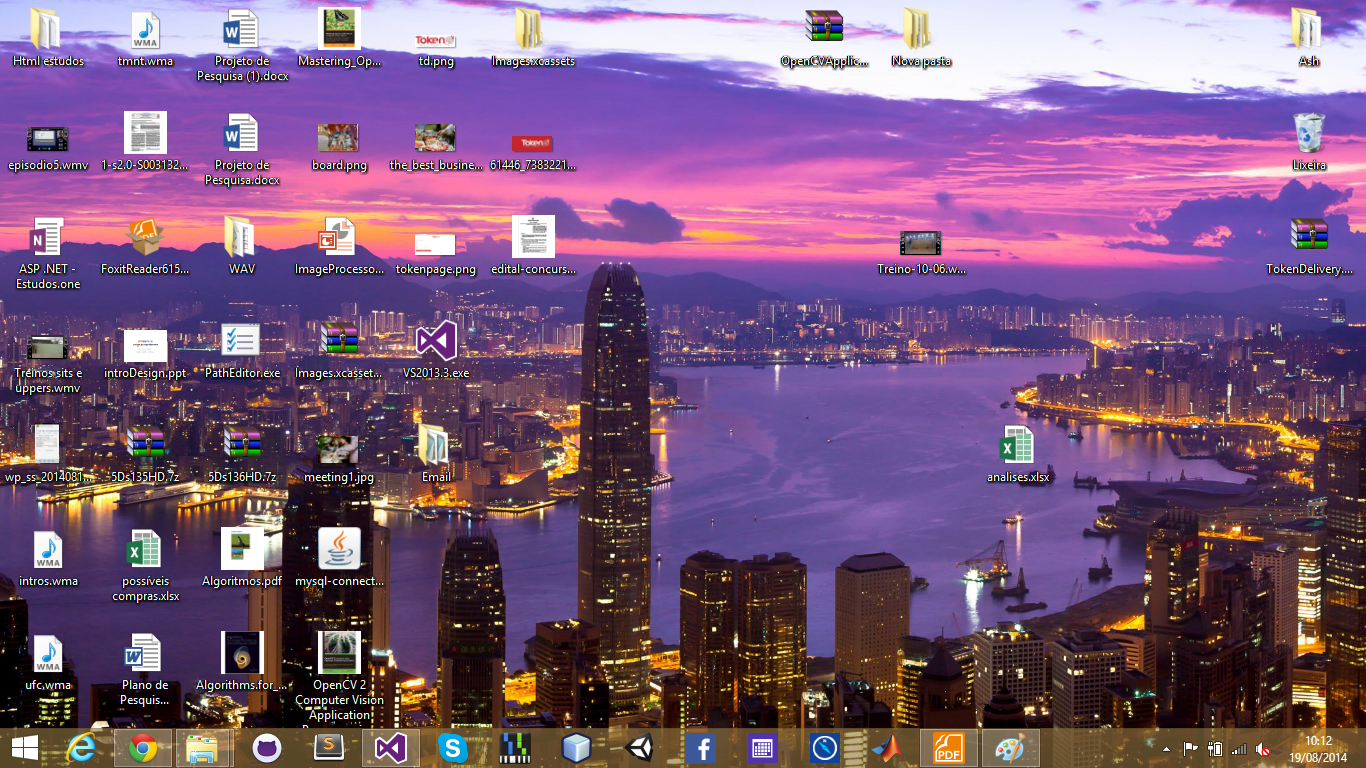 Html estudos
tmnt.wma
Projeto de
Pesquisa (1).docx
Mastering_Op...
Token
td.png
Images.xcassets
OpenCVApplic...
Nova pasta
Ash
episodio5.wmv
1-s2.0-S003132...
Projeto de
Pesquisa.docx
board.png
the_best_busine...
Token
61446_7383221...
Lixeira
ASP .NET -
Estudos.one
FoxitReader615...
WAV
ImageProcesso...
tokenpage.png
edital-concurs...
Treino-10-06.w...
TokenDelivery....
Treinos sits e
uppers.wmv
introDesign.ppt
PathEditor.exe
Images.xcasset...
VS2013.3.exe
wp_ss_2014081...
5Ds135HD.7z
5Ds136HD.7z
meeting1.jpg
Email
analises.xlsx
intros.wma
possíveis
compras.xlsx
Algoritmos.pdf
mysql-connect...
ufc.wma
Plano de
Pesquis...
Algorithms.for_...
OpenCV 2
Computer Vision
Application
PDF
10:12
19/08/2014